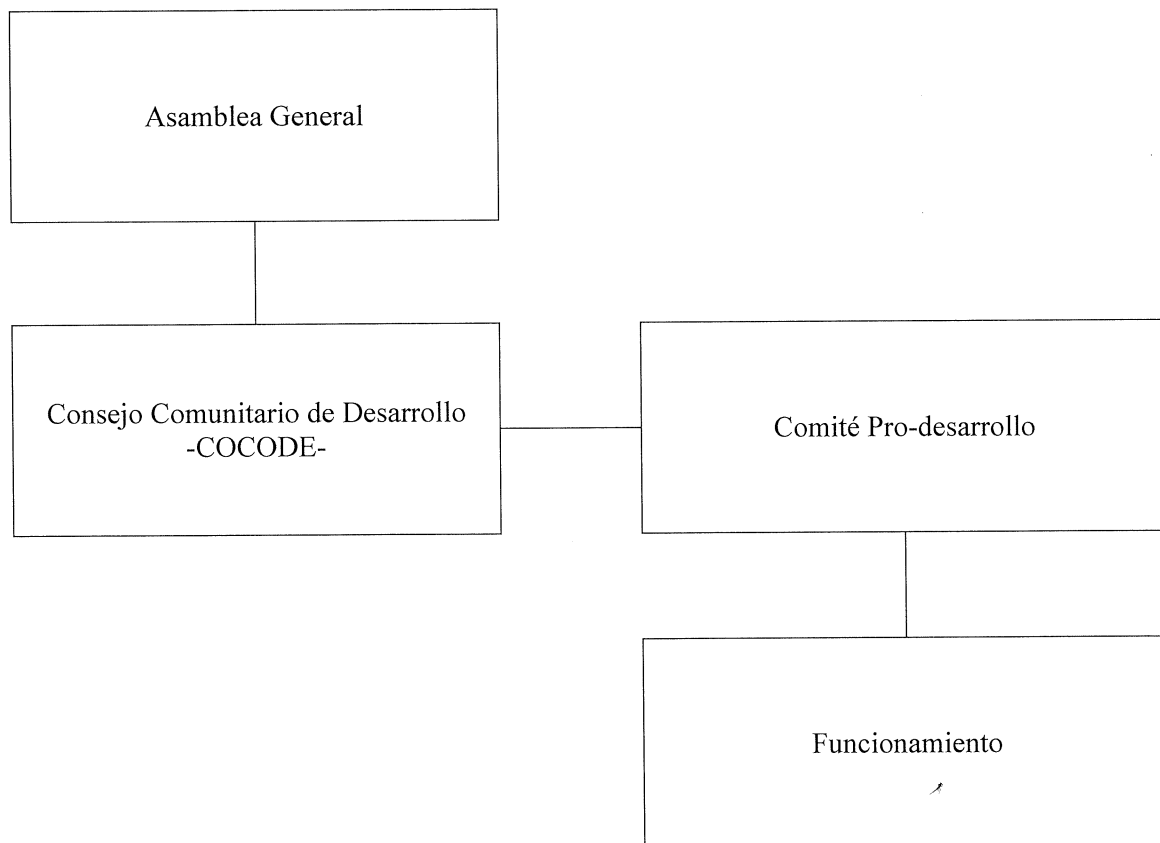 Asamblea General
Consejo Comunitario de Desarrollo
-COCODE-
Comité Pro-desarrollo
Funcionamiento